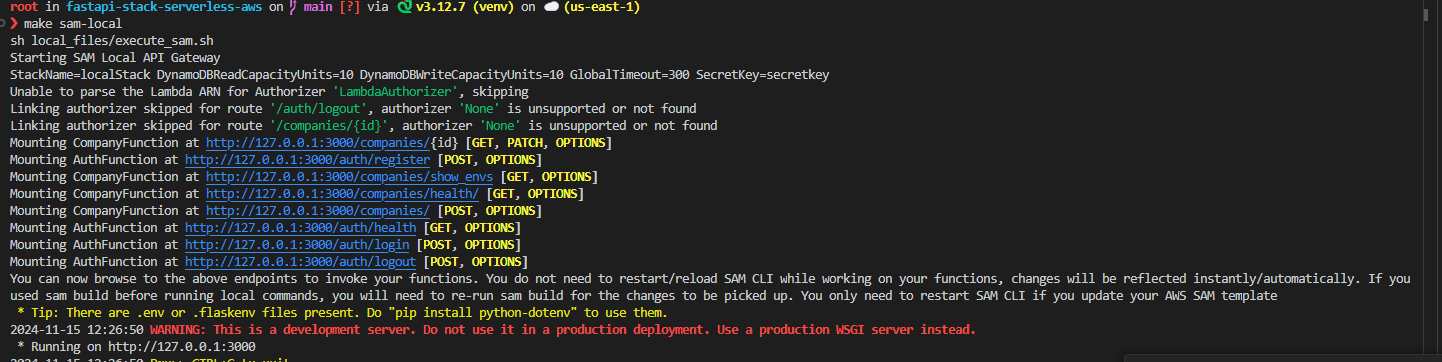 root in fastapi-stack-serverless-aws on main [?] via v3.12.7 (venv) on (us-east-1)
❯ make sam-local
sh local_files/execute_sam.sh
Starting SAM Local API Gateway
StackName=localStack DynamoDBReadCapacityUnits=10 DynamoDBWriteCapacityUnits=10 GlobalTimeout=300 SecretKey=secretkey
Unable to parse the Lambda ARN for Authorizer 'LambdaAuthorizer', skipping
Linking authorizer skipped for route '/auth/logout', authorizer 'None' is unsupported or not found
Linking authorizer skipped for route '/companies/{id}', authorizer 'None' is unsupported or not found
Mounting CompanyFunction at http://127.0.0.1:3000/companies/{id} [GET, PATCH, OPTIONS]
Mounting AuthFunction at http://127.0.0.1:3000/auth/register [POST, OPTIONS]
Mounting CompanyFunction at http://127.0.0.1:3000/companies/show_envs [GET, OPTIONS]
Mounting CompanyFunction at http://127.0.0.1:3000/companies/health/ [GET, OPTIONS]
Mounting CompanyFunction at http://127.0.0.1:3000/companies/ [POST, OPTIONS]
Mounting AuthFunction at http://127.0.0.1:3000/auth/health [GET, OPTIONS]
Mounting AuthFunction at http://127.0.0.1:3000/auth/login [POST, OPTIONS]
Mounting AuthFunction at http://127.0.0.1:3000/auth/logout [POST, OPTIONS]
You can now browse to the above endpoints to invoke your functions. You do not need to restart/reload SAM CLI while working on your functions, changes will be reflected instantly/automatically. If you
used sam build before running local commands, you will need to re-run sam build for the changes to be picked up. You only need to restart SAM CLI if you update your AWS SAM template
* Tip: There are .env or .flaskenv files present. Do "pip install python-dotenv" to use them.
2024-11-15 12:26:50 WARNING: This is a development server. Do not use it in a production deployment. Use a production WSGI server instead.
* Running on http://127.0.0.1:3000